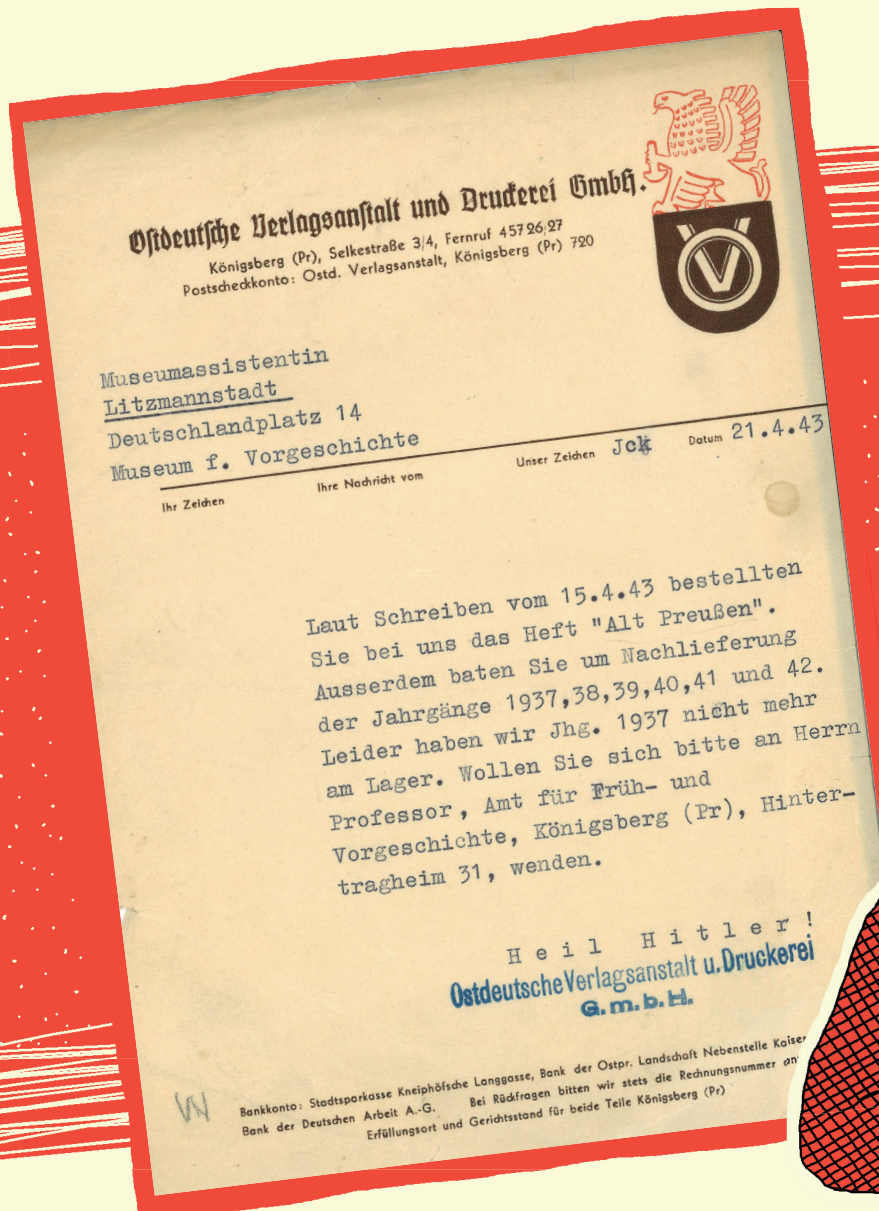 Ostdeutsche Verlagsanstalt und Druckerei GmbH.
Königsberg (Pr), Selkestraße 3/4, Fernruf 45726/27
Postscheckkonto: Ostd. Verlagsanstalt, Königsberg (Pr) 720
Museumassistentin
Litzmannstadt
Deutschlandplatz 14
Museum f. Vorgeschichte
Ihr Zeichen Ihre Nachricht vom Unser Zeichen Jck Datum 21.4.43
Laut Schreiben vom 15.4.43 bestellten
Sie bei uns das Heft "Alt Preußen".
Ausserdem baten Sie um Nachlieferung
der Jahrgänge 1937,38,39,40,41 und 42.
Leider haben wir Jhg. 1937 nicht mehr
am Lager. Wollen Sie sich bitte an Herrn
Professor, Amt für Früh- und
Vorgeschichte, Königsberg (Pr), Hinter-
tragheim 31, wenden.
Heil Hitler!
Ostdeutsche Verlagsanstalt u. Druckerei
G.m.b.H.
Bankkonto: Stadtsparkasse Kneiphöfsche Langgasse, Bank der Ostpr. Landschaft Nebenstelle
Bank der Deutschen Arbeit A.-G. Bei Rückfragen bitten wir stets die Rechnungsnummer
Erfüllungsort und Gerichtsstand für beide Teile Königsberg (Pr)